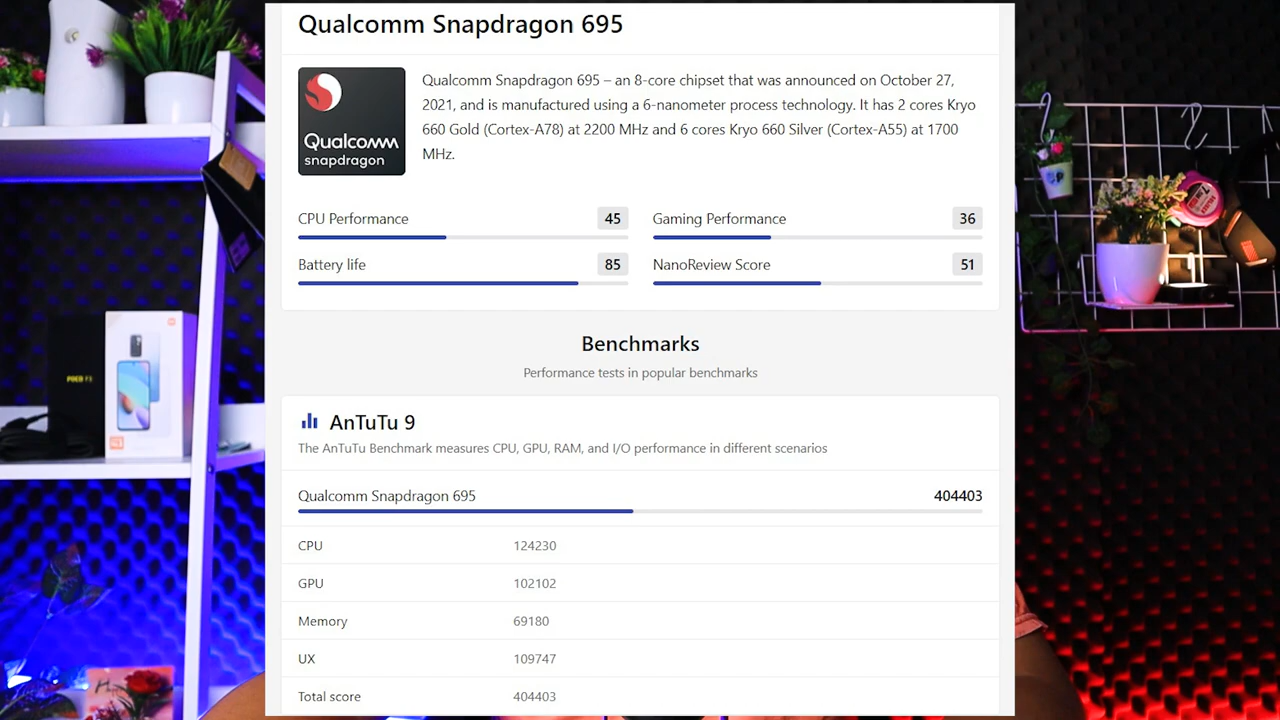 Qualcomm Snapdragon 695
Qualcomm Snapdragon 695 – an 8-core chipset that was announced on October 27,
2021, and is manufactured using a 6-nanometer process technology. It has 2 cores Kryo
660 Gold (Cortex-A78) at 2200 MHz and 6 cores Kryo 660 Silver (Cortex-A55) at 1700
MHz.
Qualcomm
snapdragon
CPU Performance 45
Gaming Performance 36
Battery life 85
NanoReview Score 51
Benchmarks
Performance tests in popular benchmarks
AnTuTu 9
The AnTuTu Benchmark measures CPU, GPU, RAM, and I/O performance in different scenarios
Qualcomm Snapdragon 695 404403
CPU 124230
GPU 102102
Memory 69180
UX 109747
Total score 404403